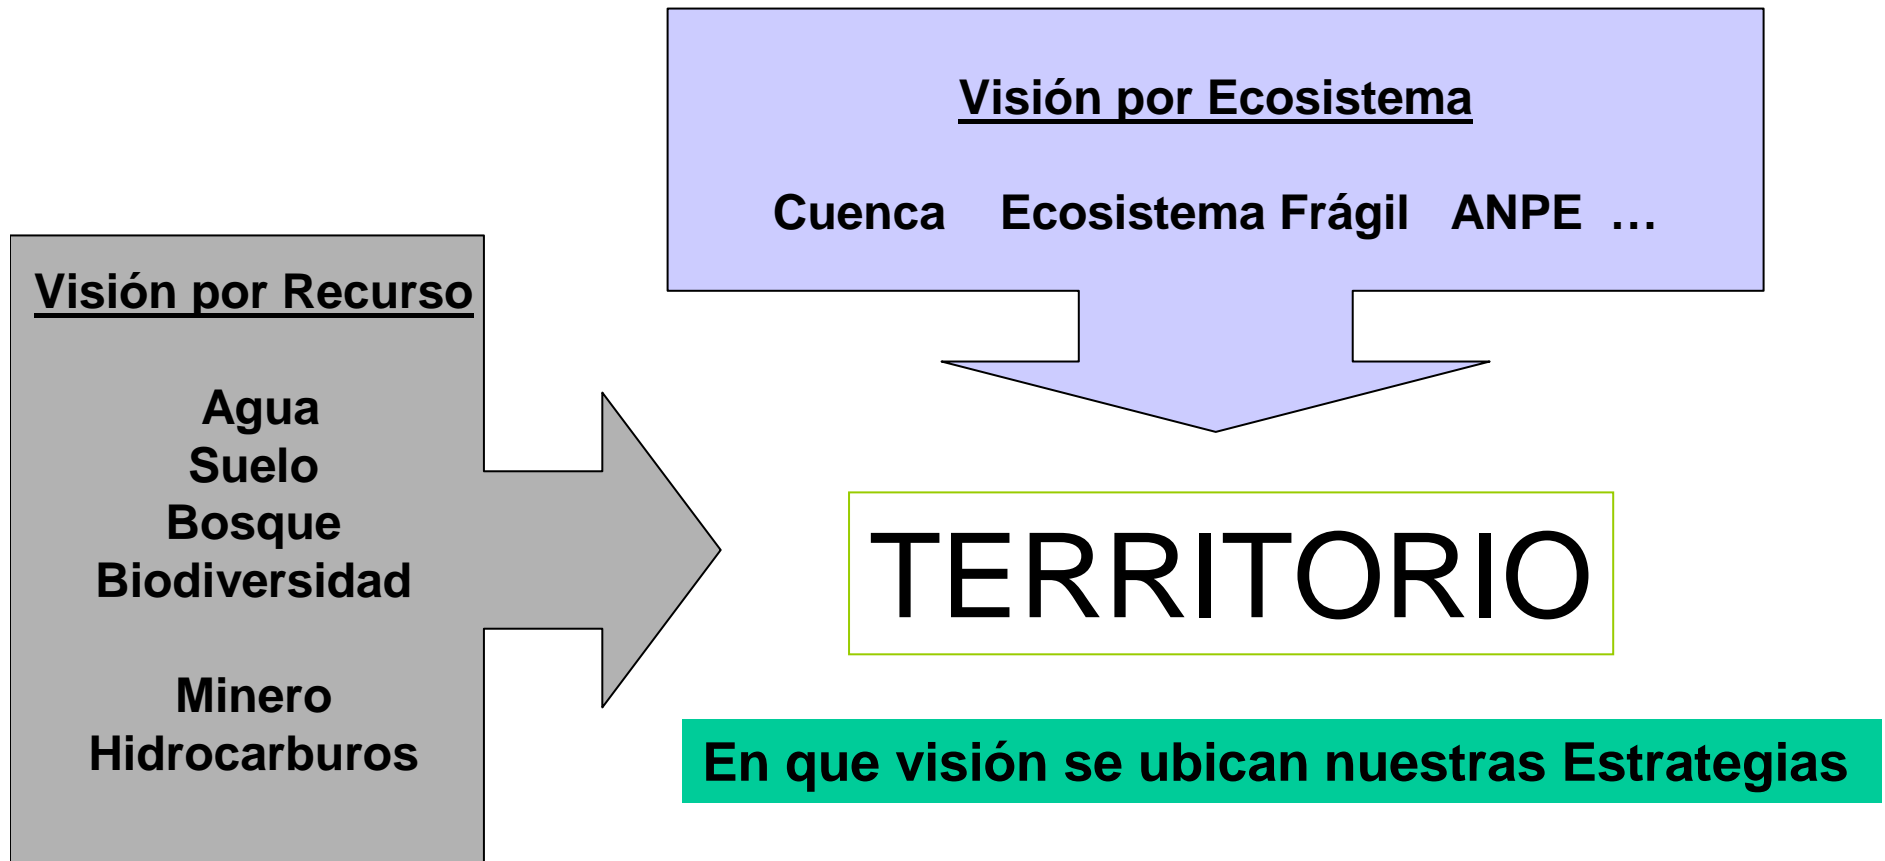 Visión por Ecosistema
Cuenca Ecosistema Frágil ANPE …
Visión por Recurso
Agua
Suelo
Bosque
Biodiversidad
Minero
Hidrocarburos
TERRITORIO
En que visión se ubican nuestras Estrategias